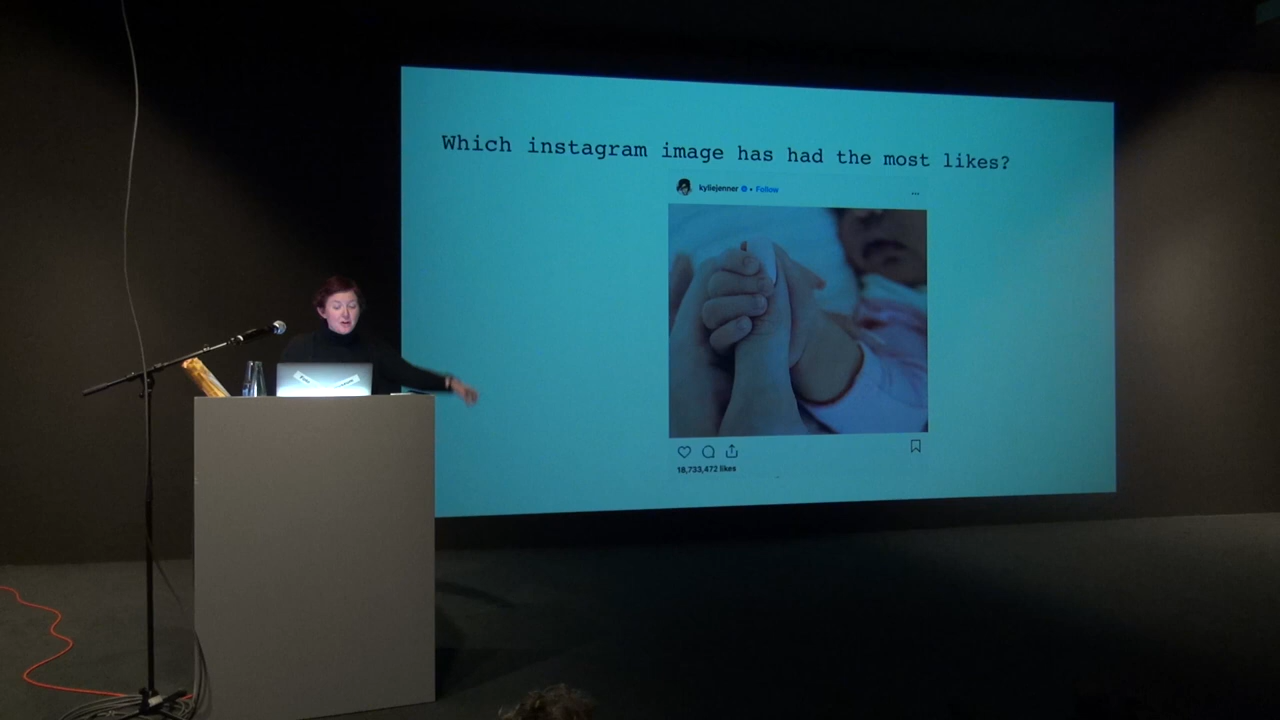 Which instagram image has had the most likes?
kyliejenner • Follow
18,733,472 likes